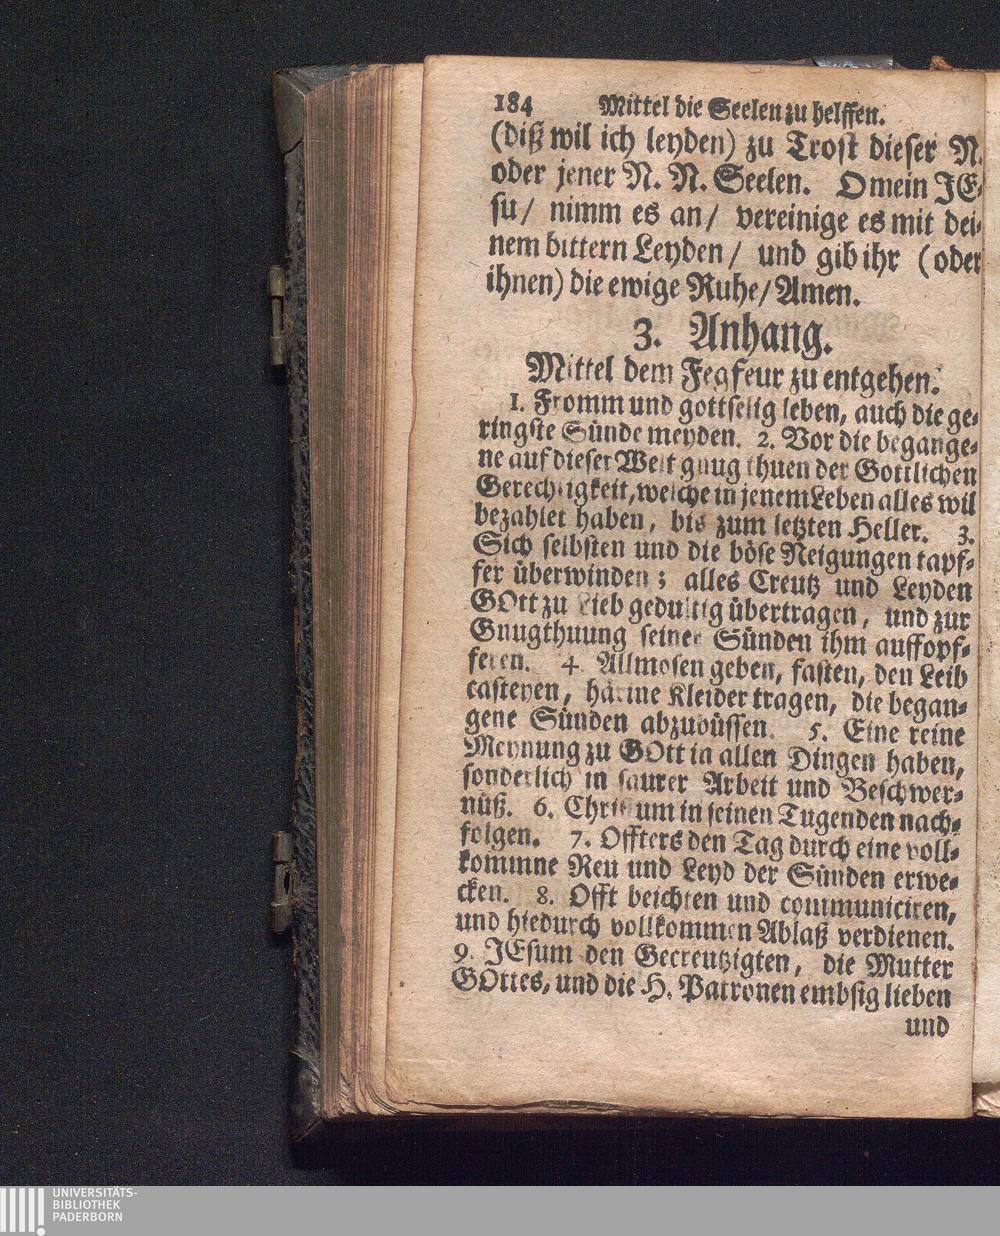 184 Mittel die Seelen zu helffen.
(diß wil ich leyden) zu Trost dieser N.
oder jener N. N. Seelen. O mein JE-
su/ nimm es an/ vereinige es mit dei-
nem bittern Leyden/ und gib ihr (oder
ihnen) die ewige Ruhe/ Amen.
3. Anhang.
Mittel dem Fegfeur zu entgehen.
1. Fromm und gottselig leben, auch die ge-
ringste Sünde meyden. 2. Vor die begange-
ne auf dieser Welt gnug thuen der Göttlichen
Gerechtigkeit, welche in jenem Leben alles wil
bezahlet haben, bis zum letzten Heller. 3.
Sich selbsten und die böse Neigungen tapf-
fer überwinden; alles Creutz und Leyden
GOtt zu Lieb gedultig übertragen, und zur
Gnugthuung seiner Sünden ihm auffopf-
feren. 4. Allmosen geben, fasten, den Leib
casteyen, härine Kleider tragen, die began-
gene Sünden abzubüssen. 5. Eine reine
Meynung zu GOtt in allen Dingen haben,
sonderlich in saurer Arbeit und Beschwer-
nüß. 6. Christum in seinen Tugenden nach-
folgen. 7. Offters den Tag durch eine voll-
kommne Reu und Leyd der Sünden erwe-
cken. 8. Offt beichten und communiciren,
und hiedurch vollkommen Ablaß verdienen.
9. JEsum den Gecreutzigten, die Mutter
GOttes, und die H. Patronen embsig lieben
und
UNIVERSITÄTS-
BIBLIOTHEK
PADERBORN